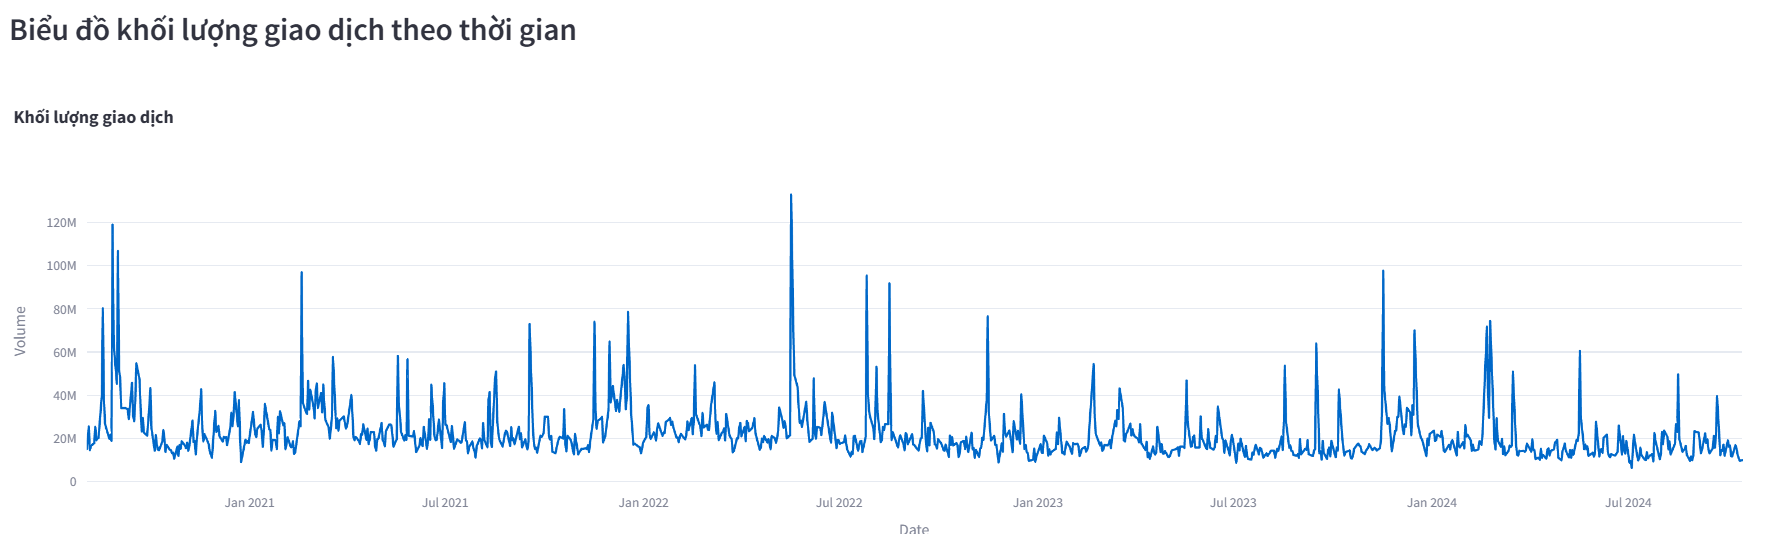 Biểu đồ khối lượng giao dịch theo thời gian
Khối lượng giao dịch
Volume
120M
100M
80M
60M
40M
20M
0
Jan 2021 Jul 2021 Jan 2022 Jul 2022 Jan 2023 Jul 2023 Jan 2024 Jul 2024
Date